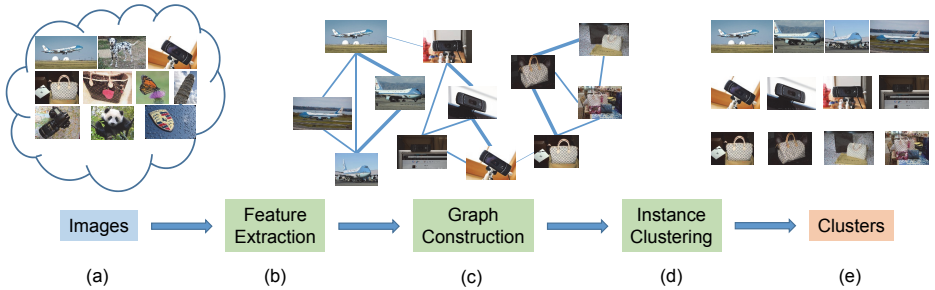 Images
Feature
Extraction
Graph
Construction
Instance
Clustering
Clusters
(a)
(b)
(c)
(d)
(e)